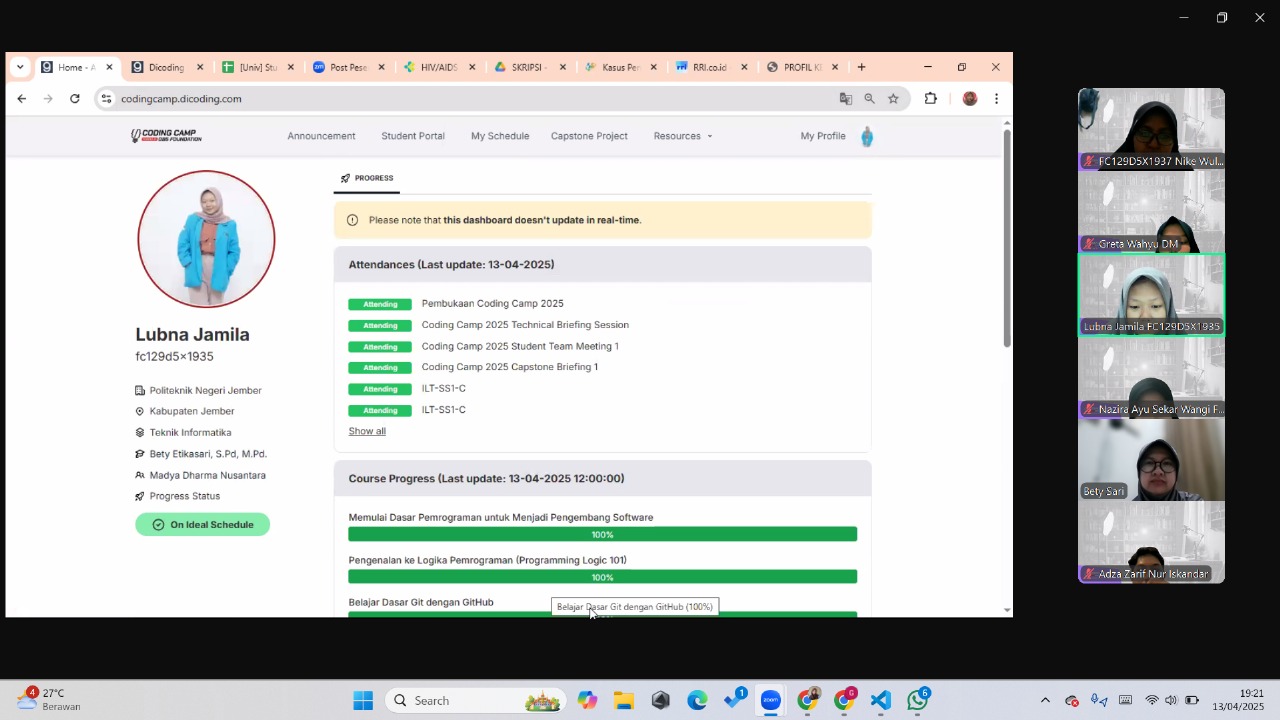 Home - A
Dicoding
[Univ] Stu
Post Pese
HIV/AIDS
SKRIPSI -
Kasus Pen
RRI.co.id
PROFIL K
codingcamp.dicoding.com
CODING CAMP
Announcement
Student Portal
My Schedule
Capstone Project
Resources
My Profile
Lubna Jamila
fc129d5x1935
Politeknik Negeri Jember
Kabupaten Jember
Teknik Informatika
Bety Etikasari, S.Pd, M.Pd.
Madya Dharma Nusantara
Progress Status
On Ideal Schedule
PROGRESS
Please note that this dashboard doesn't update in real-time.
Attendances (Last update: 13-04-2025)
Attending Pembukaan Coding Camp 2025
Attending Coding Camp 2025 Technical Briefing Session
Attending Coding Camp 2025 Student Team Meeting 1
Attending Coding Camp 2025 Capstone Briefing 1
Attending ILT-SS1-C
Attending ILT-SS1-C
Show all
Course Progress (Last update: 13-04-2025 12:00:00)
Memulai Dasar Pemrograman untuk Menjadi Pengembang Software
100%
Pengenalan ke Logika Pemrograman (Programming Logic 101)
100%
Belajar Dasar Git dengan GitHub
Belajar Dasar Git dengan GitHub (100%)
FC129D5X1937 Nike Wul...
Greta Wahyu DM
Lubna Jamila FC129D5X1935
Nazira Ayu Sekar Wangi F...
Bety Sari
Adza Zarif Nur Iskandar
4
27°C
Berawan
Search
1
zoom
G
6
19:21
13/04/2025